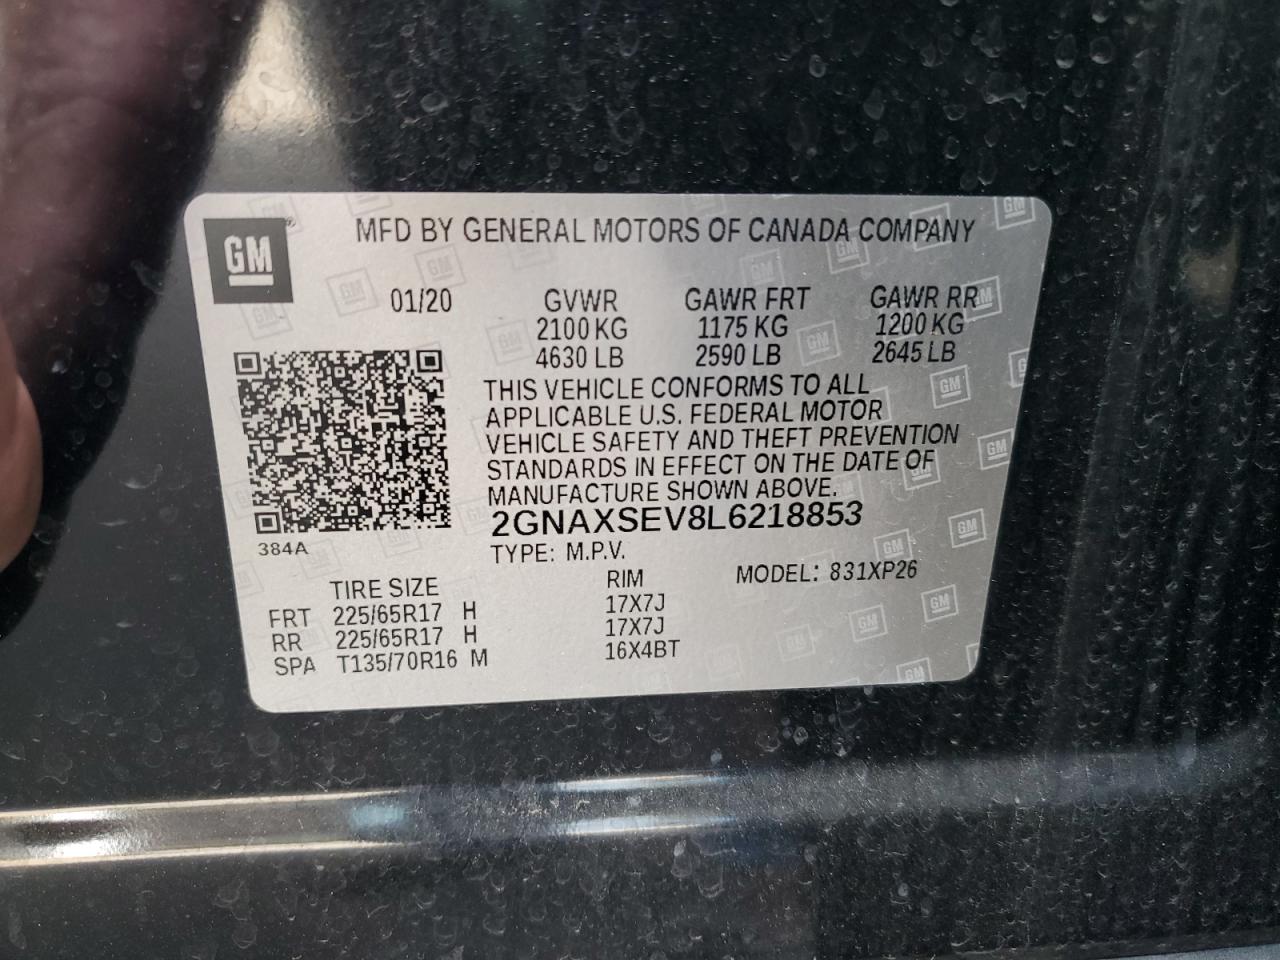 GM ®
MFD BY GENERAL MOTORS OF CANADA COMPANY
01/20 GVWR GAWR FRT GAWR RR
2100 KG 1175 KG 1200 KG
4630 LB 2590 LB 2645 LB
THIS VEHICLE CONFORMS TO ALL
APPLICABLE U.S. FEDERAL MOTOR
VEHICLE SAFETY AND THEFT PREVENTION
STANDARDS IN EFFECT ON THE DATE OF
MANUFACTURE SHOWN ABOVE.
2GNAXSEV8L6218853
384A
TYPE: M.P.V.
TIRE SIZE RIM MODEL: 831XP26
FRT 225/65R17 H 17X7J
RR 225/65R17 H 17X7J
SPA T135/70R16 M 16X4BT